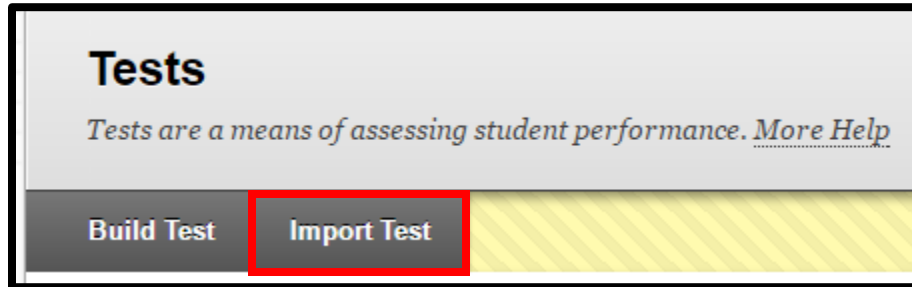 Tests
Tests are a means of assessing student performance. More Help
Build Test Import Test